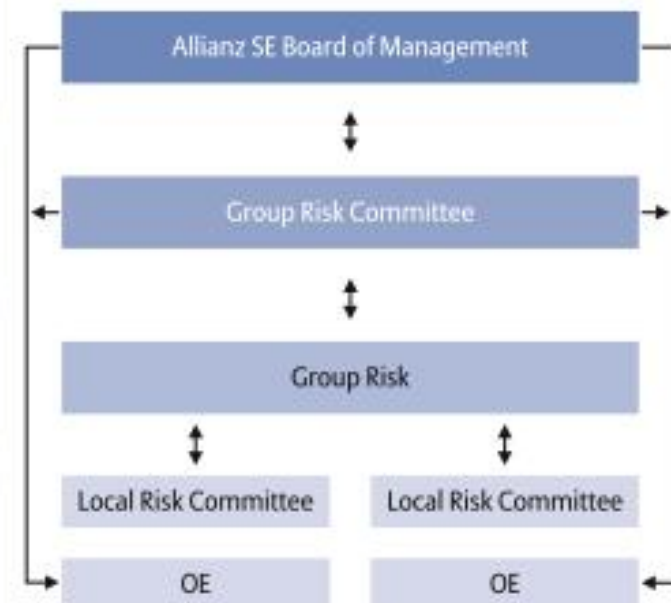 Allianz SE Board of Management
Group Risk Committee
Group Risk
Local Risk Committee
Local Risk Committee
OE
OE